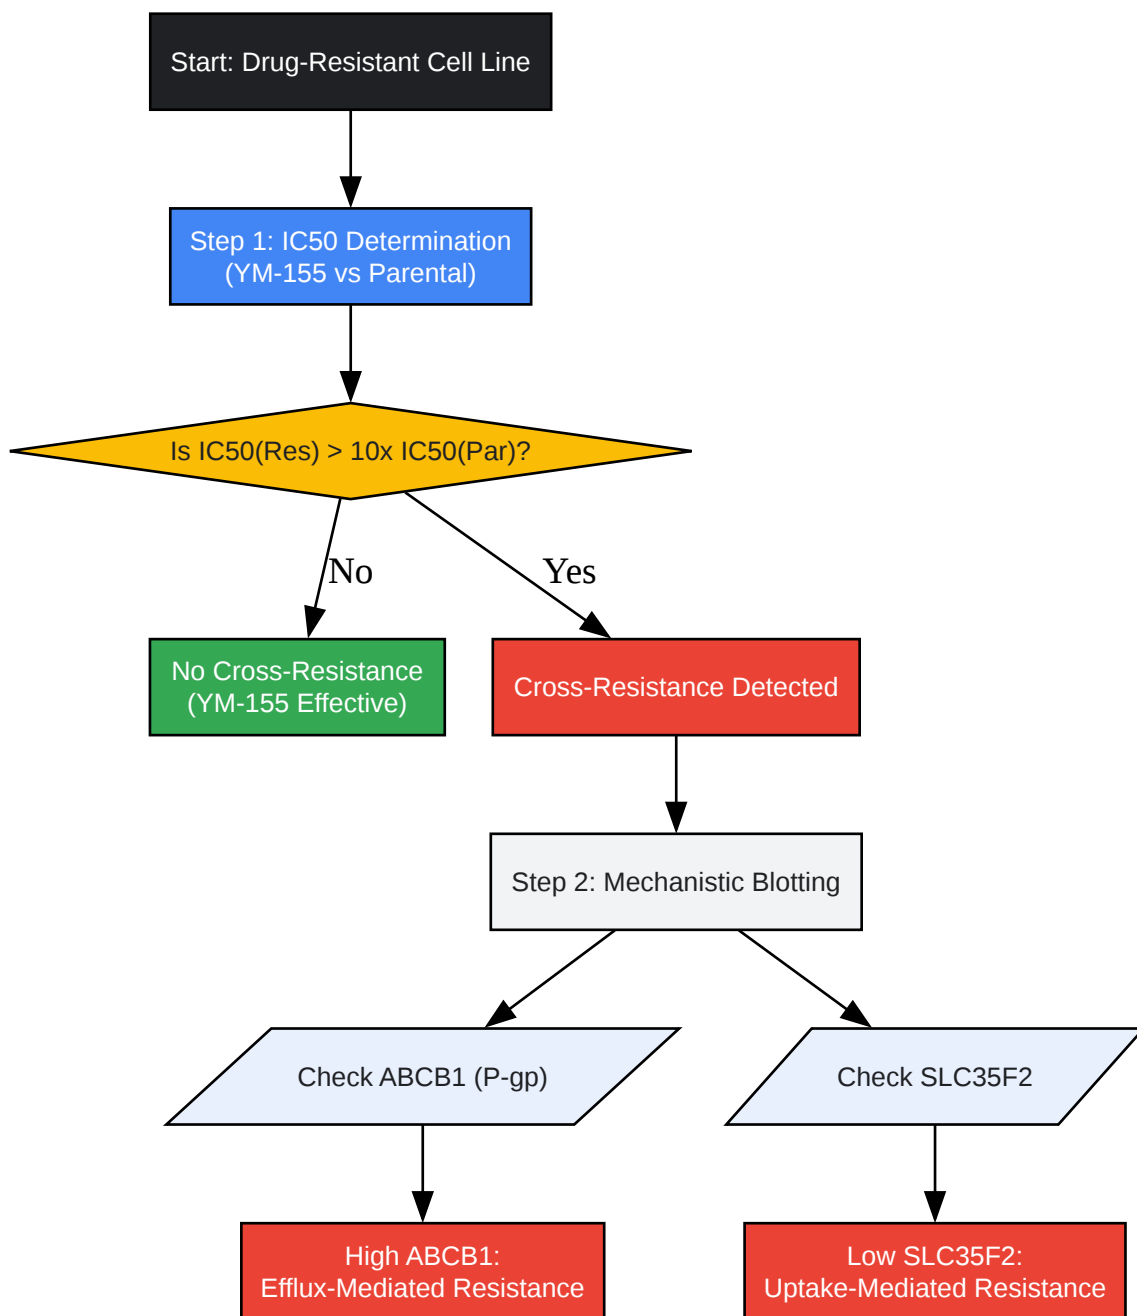 Start: Drug-Resistant Cell Line
Step 1: IC50 Determination
(YM-155 vs Parental)
Is IC50(Res) > 10x IC50(Par)?
No
Yes
No Cross-Resistance
(YM-155 Effective)
Cross-Resistance Detected
Step 2: Mechanistic Blotting
Check ABCB1 (P-gp)
Check SLC35F2
High ABCB1:
Efflux-Mediated Resistance
Low SLC35F2:
Uptake-Mediated Resistance